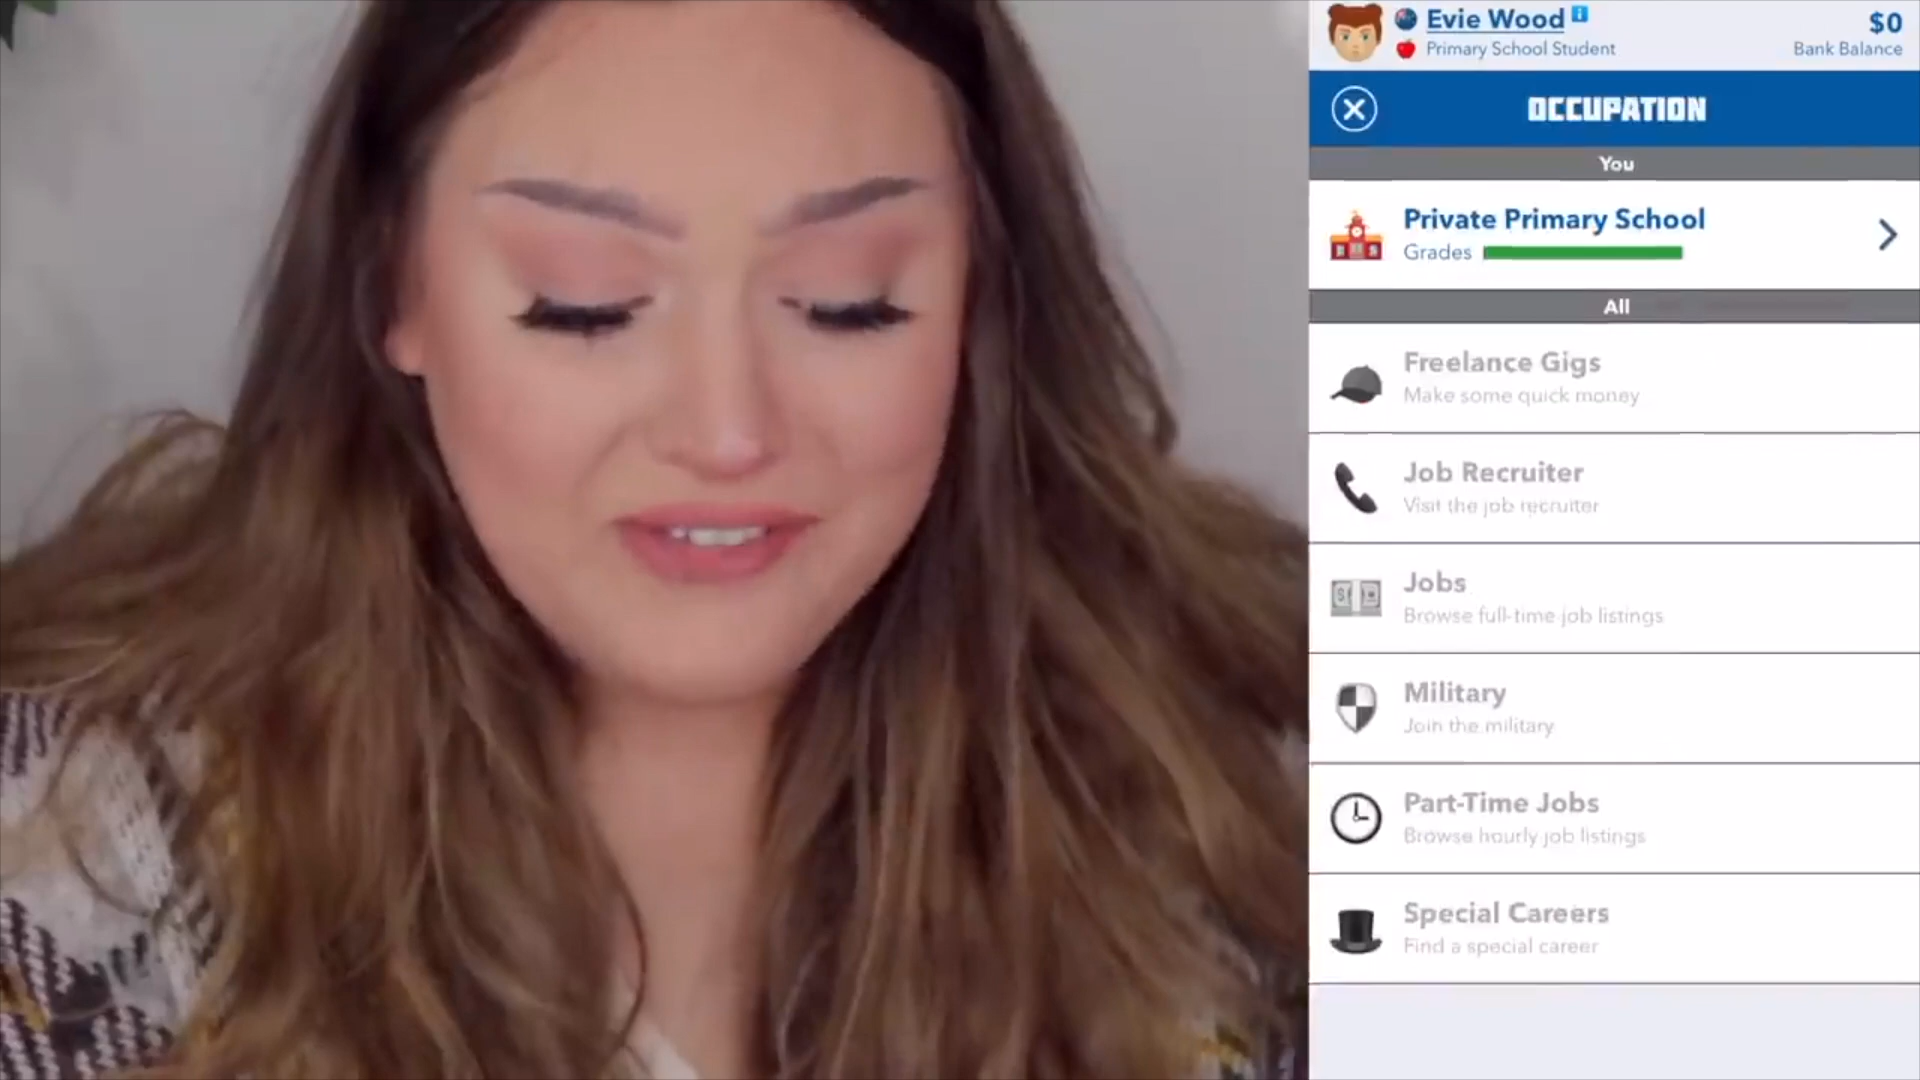 Evie Wood
$0
Primary School Student
Bank Balance
OCCUPATION
You
Private Primary School
Grades
All
Freelance Gigs
Make some quick money
Job Recruiter
Visit the job recruiter
Jobs
Browse full-time job listings
Military
Join the military
Part-Time Jobs
Browse hourly job listings
Special Careers
Find a special career